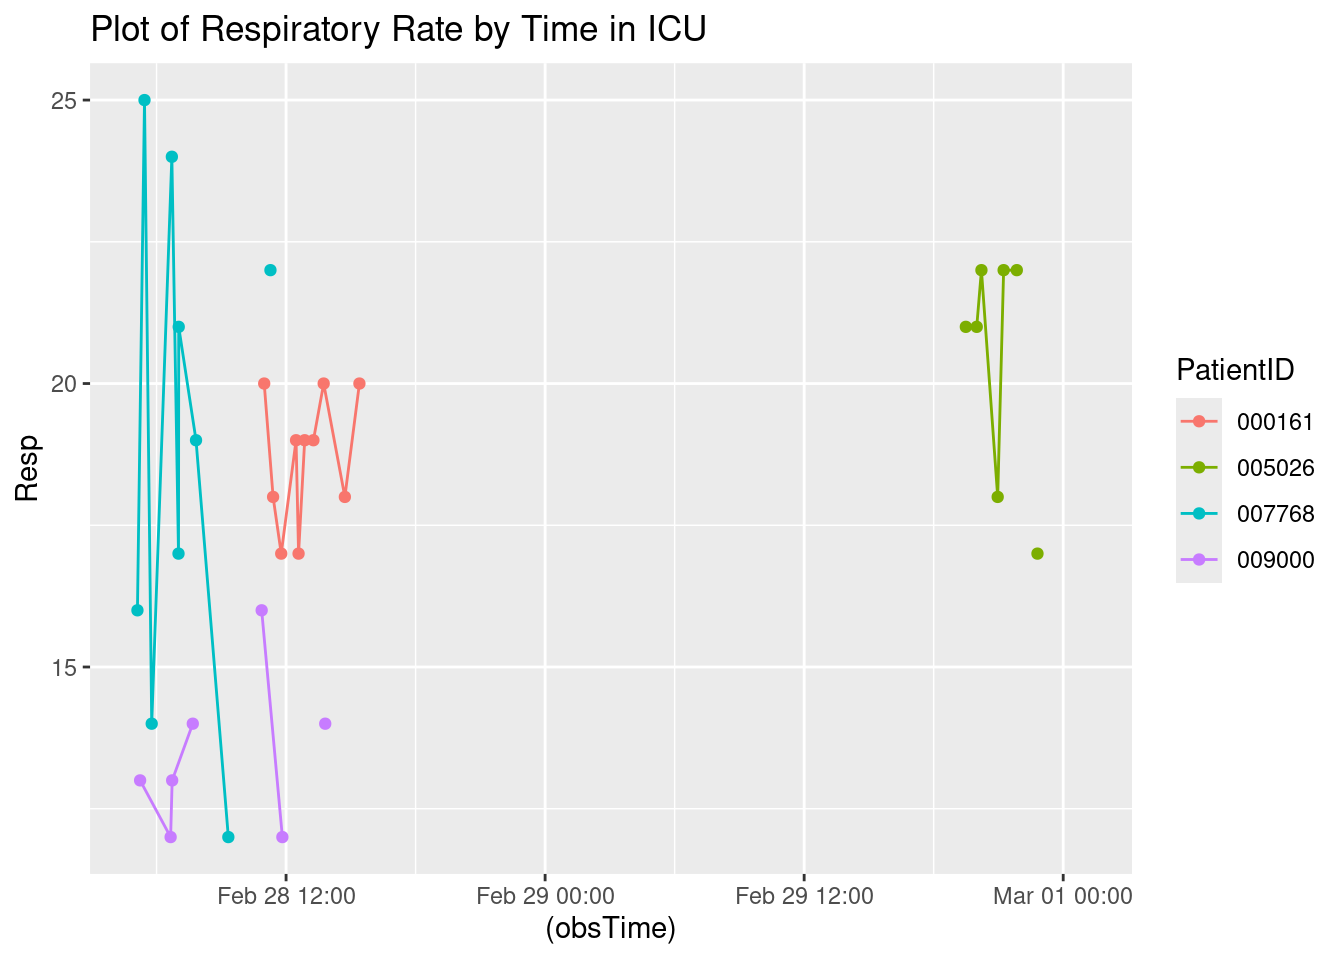 Plot of Respiratory Rate by Time in ICU
25
20
15
Resp
Feb 28 12:00
Feb 29 00:00
Feb 29 12:00
Mar 01 00:00
(obsTime)
PatientID
000161
005026
007768
009000